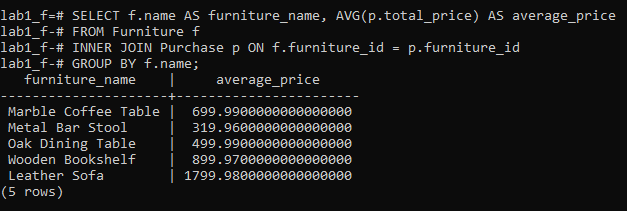 lab1_f=# SELECT f.name AS furniture_name, AVG(p.total_price) AS average_price
lab1_f-# FROM Furniture f
lab1_f-# INNER JOIN Purchase p ON f.furniture_id = p.furniture_id
lab1_f-# GROUP BY f.name;
   furniture_name    |     average_price
---------------------+-----------------------
 Marble Coffee Table |  699.9900000000000000
 Metal Bar Stool     |  319.9600000000000000
 Oak Dining Table    |  499.9900000000000000
 Wooden Bookshelf    |  899.9700000000000000
 Leather Sofa        | 1799.9800000000000000
(5 rows)